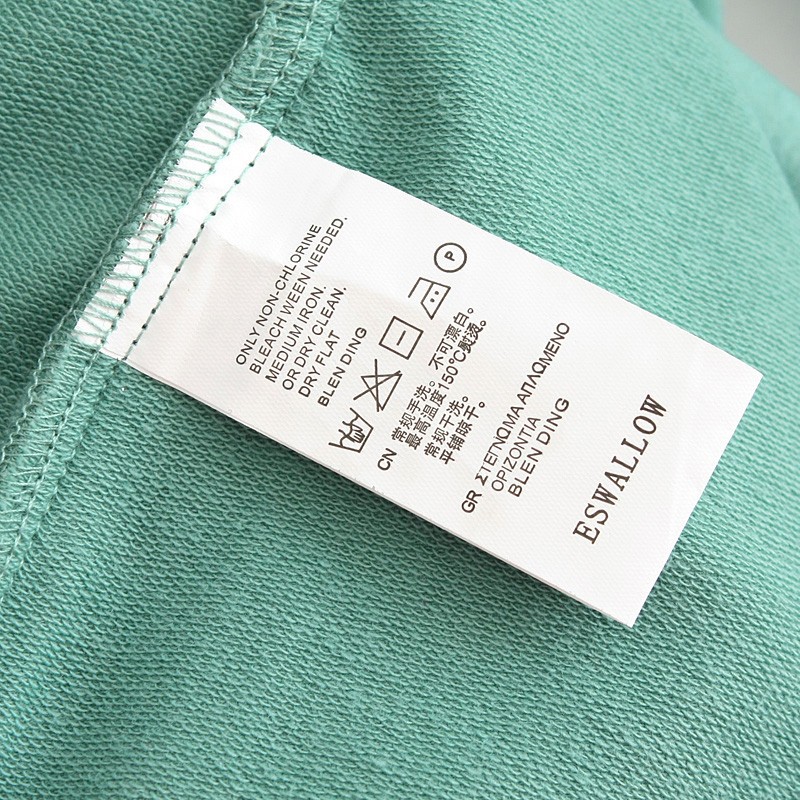 ONLY NON-CHLORINE
BLEACH WEEN NEEDED.
MEDIUM IRON.
OR DRY CLEAN.
DRY FLAT
BLEN DING
P
CN 常规手洗。不可漂白。
最高温度150℃熨烫。
常规干洗。
平铺晾干。
GR ΣΤΕΓΝΩΜΑ ΑΠΛΩΜΕΝΟ
ΟΡΙΖΟΝΤΙΑ
BLEN DING
ESWALLOW